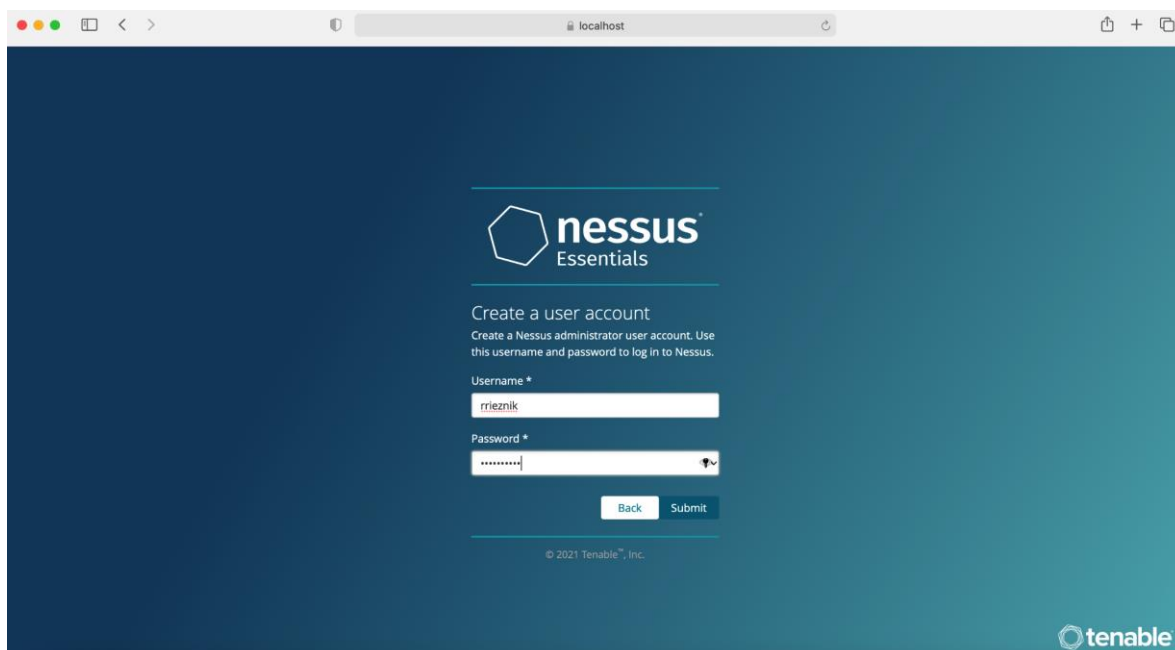 localhost
nessus
Essentials
Create a user account
Create a Nessus administrator user account. Use
this username and password to log in to Nessus.
Username *
rrieznik
Password *
••••••••••
Back Submit
© 2021 Tenable™, Inc.
tenable